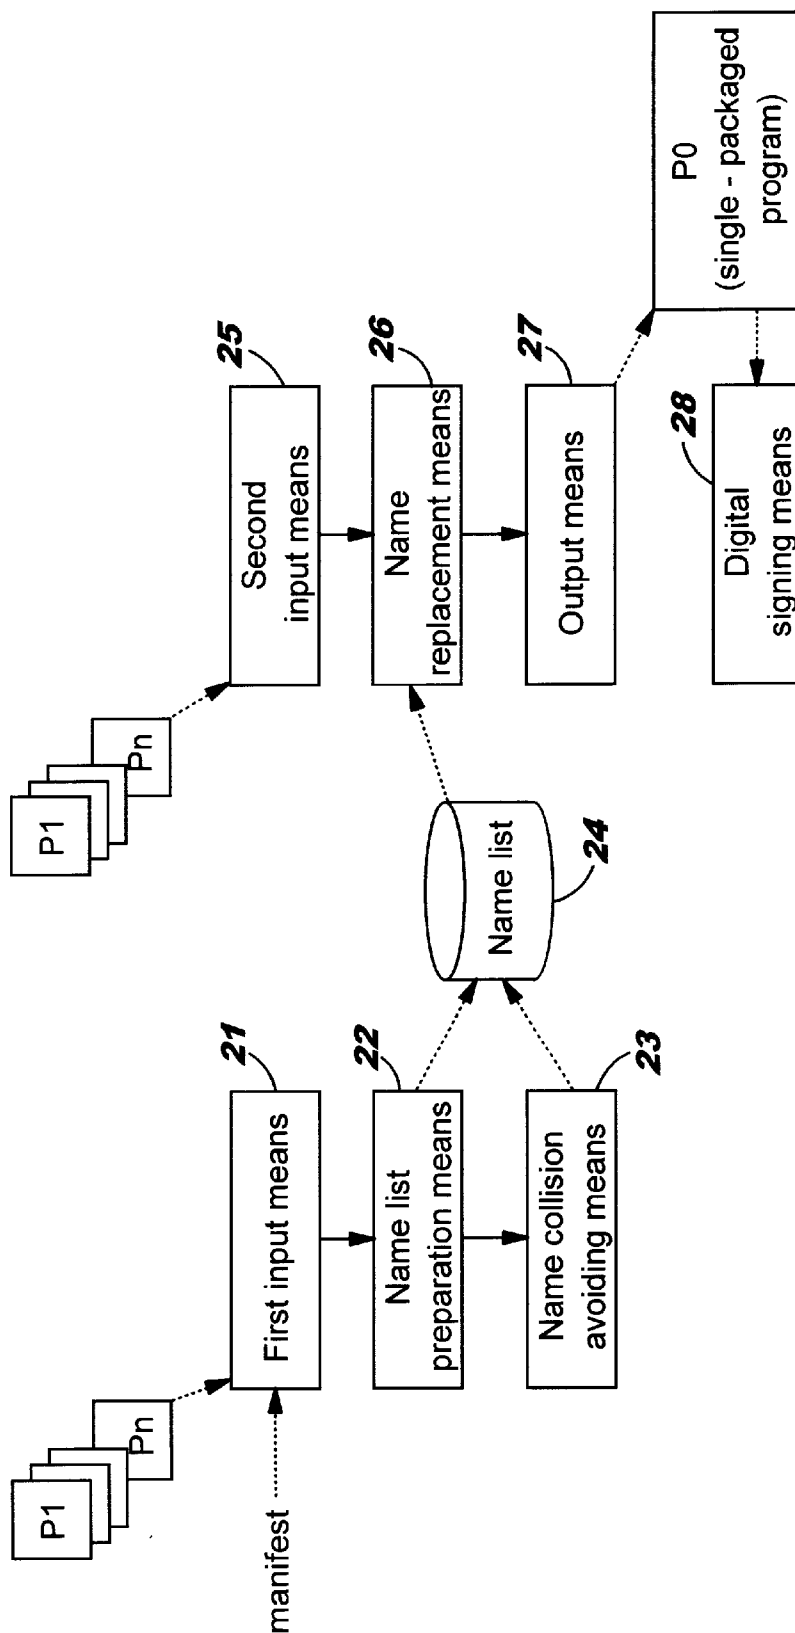 P1
Pn
manifest
First input means
21
Name list
preparation means
22
Name collision
avoiding means
23
Name list
24
P1
Pn
Second
input means
25
Name
replacement means
26
Output means
27
P0
(single - packaged
program)
Digital
signing means
28